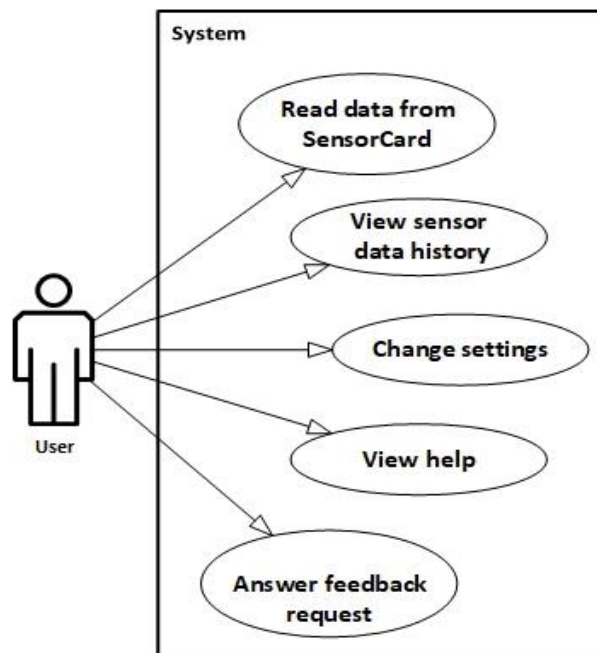 System
Read data from
SensorCard
View sensor
data history
Change settings
User
View help
Answer feedback
request